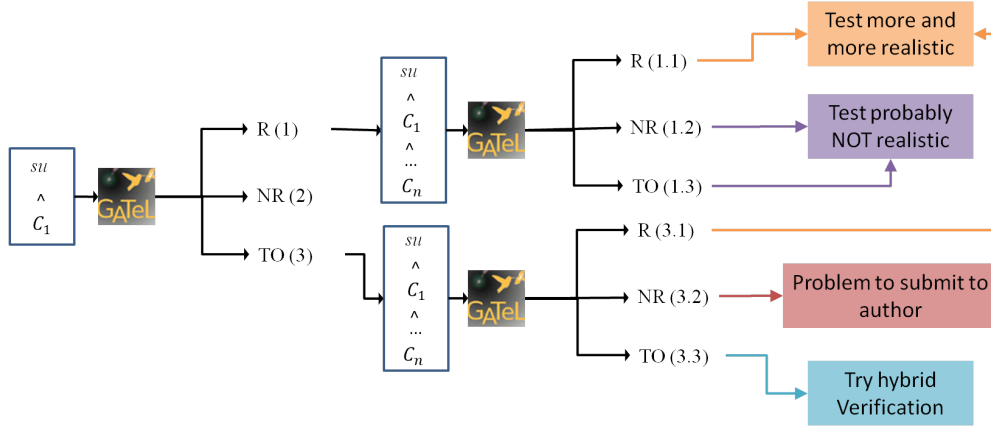 su
^
C₁
GATeL
R (1)
NR (2)
TO (3)
su
^
C₁
^
...
Cₙ
GATeL
su
^
C₁
^
...
Cₙ
GATeL
R (1.1)
NR (1.2)
TO (1.3)
R (3.1)
NR (3.2)
TO (3.3)
Test more and
more realistic
Test probably
NOT realistic
Problem to submit to
author
Try hybrid
Verification